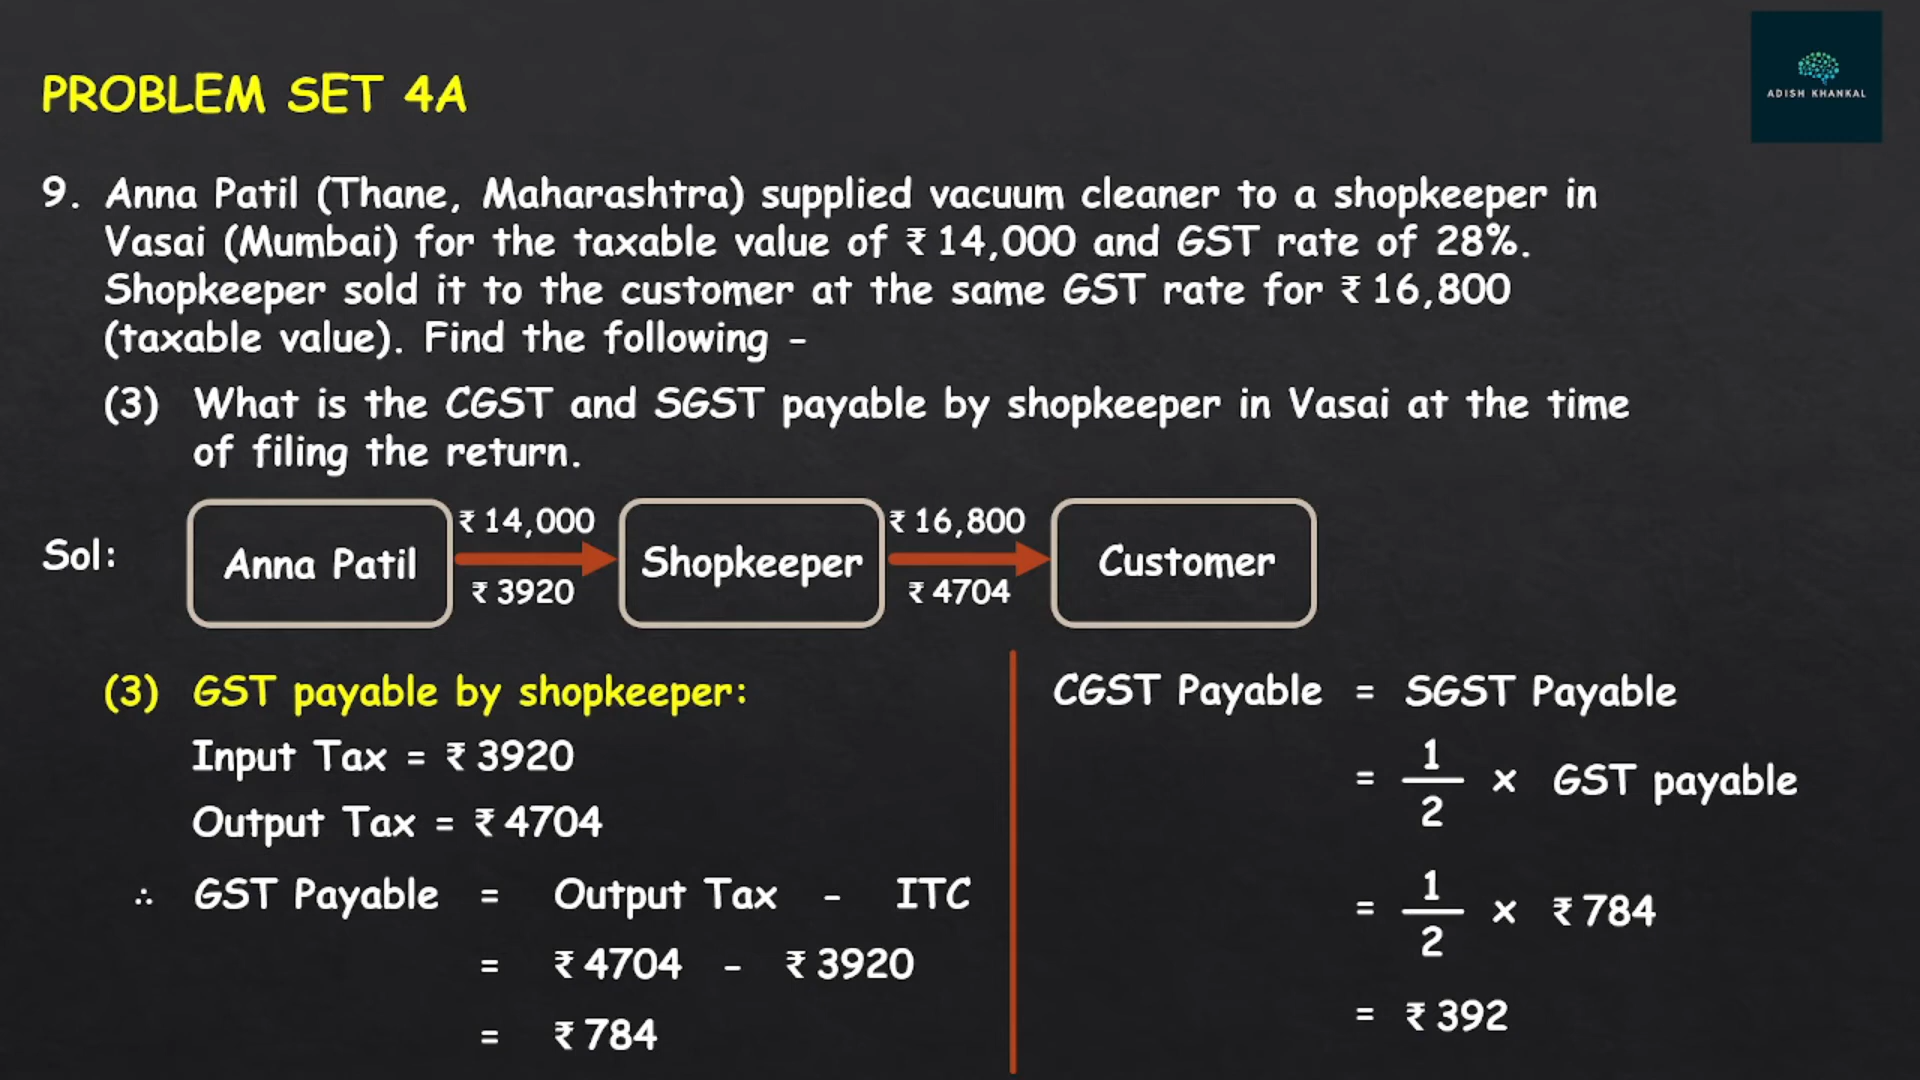 ADISH KHANKAL
PROBLEM SET 4A
9. Anna Patil (Thane, Maharashtra) supplied vacuum cleaner to a shopkeeper in
Vasai (Mumbai) for the taxable value of ₹ 14,000 and GST rate of 28%.
Shopkeeper sold it to the customer at the same GST rate for ₹ 16,800
(taxable value). Find the following -
(3) What is the CGST and SGST payable by shopkeeper in Vasai at the time
of filing the return.
Sol:
Anna Patil
₹ 14,000
₹ 3920
Shopkeeper
₹ 16,800
₹ 4704
Customer
(3) GST payable by shopkeeper:
Input Tax = ₹ 3920
Output Tax = ₹ 4704
∴ GST Payable = Output Tax - ITC
= ₹ 4704 - ₹ 3920
= ₹ 784
CGST Payable = SGST Payable
= 1/2 × GST payable
= 1/2 × ₹ 784
= ₹ 392